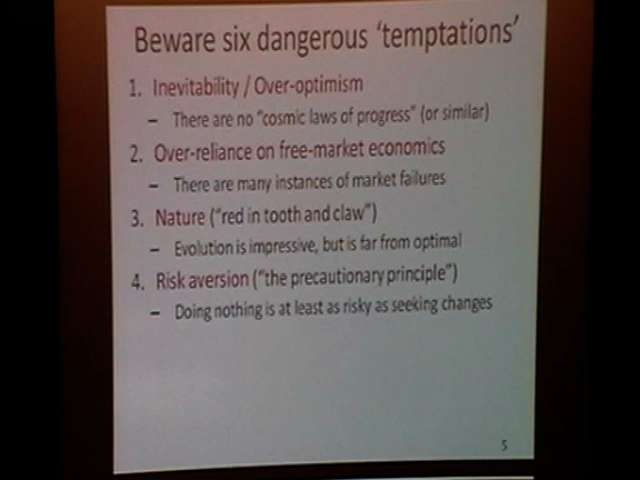 Beware six dangerous ‘temptations’
1. Inevitability / Over-optimism
– There are no “cosmic laws of progress” (or similar)
2. Over-reliance on free-market economics
– There are many instances of market failures
3. Nature (“red in tooth and claw”)
– Evolution is impressive, but is far from optimal
4. Risk aversion (“the precautionary principle”)
– Doing nothing is at least as risky as seeking changes
5